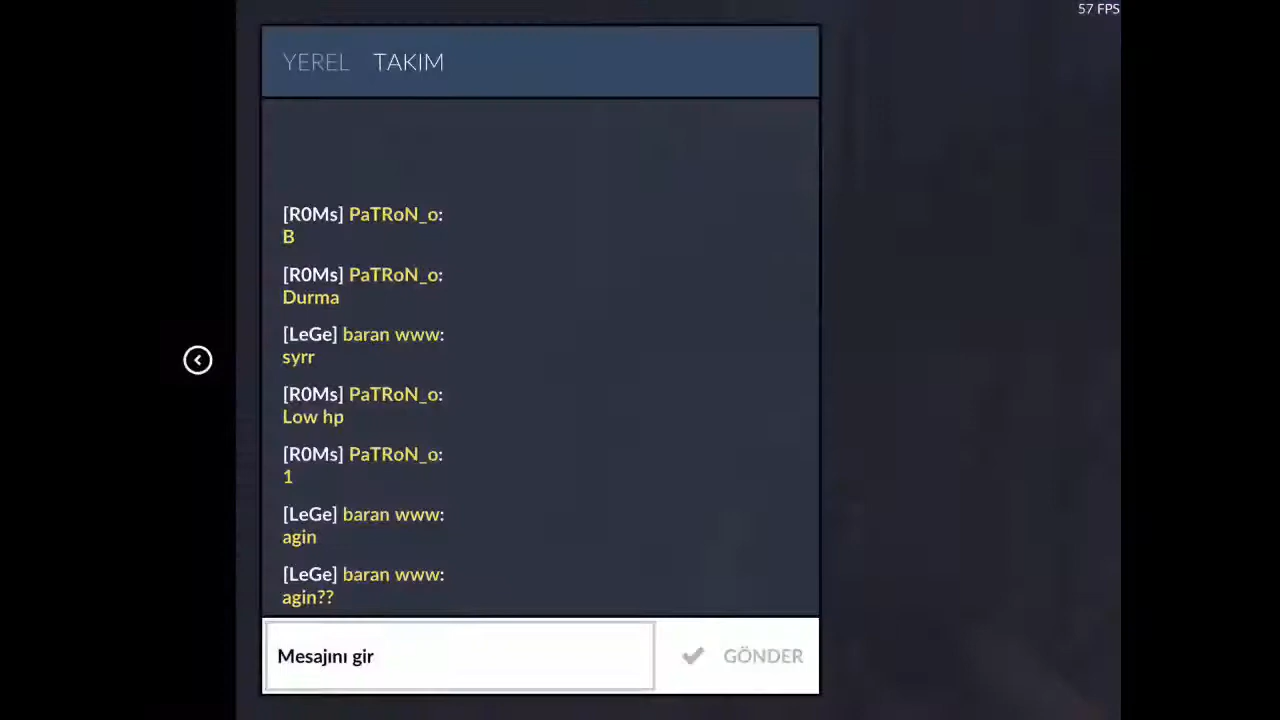 57 FPS
YEREL TAKIM
[R0Ms] PaTRoN_o:
B
[R0Ms] PaTRoN_o:
Durma
[LeGe] baran www:
syrr
[R0Ms] PaTRoN_o:
Low hp
[R0Ms] PaTRoN_o:
1
[LeGe] baran www:
agin
[LeGe] baran www:
agin??
Mesajını gir
GÖNDER